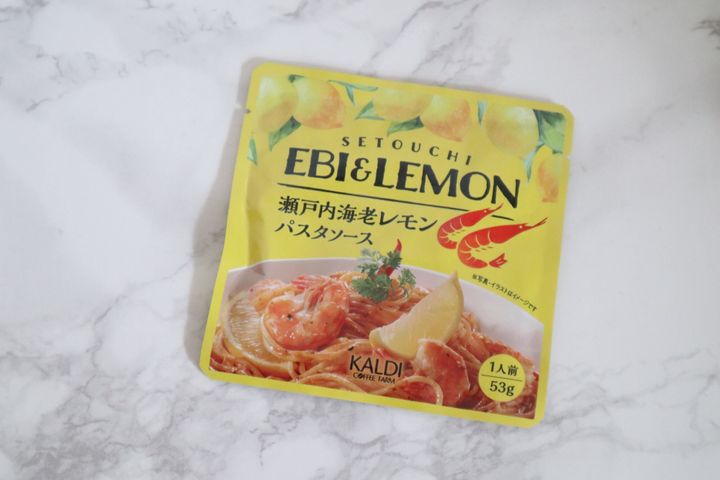 SETOUCHI
EBI&LEMON
瀬戸内海老レモン
パスタソース
※写真・イラストはイメージです
KALDI
COFFEE FARM
1人前
53g